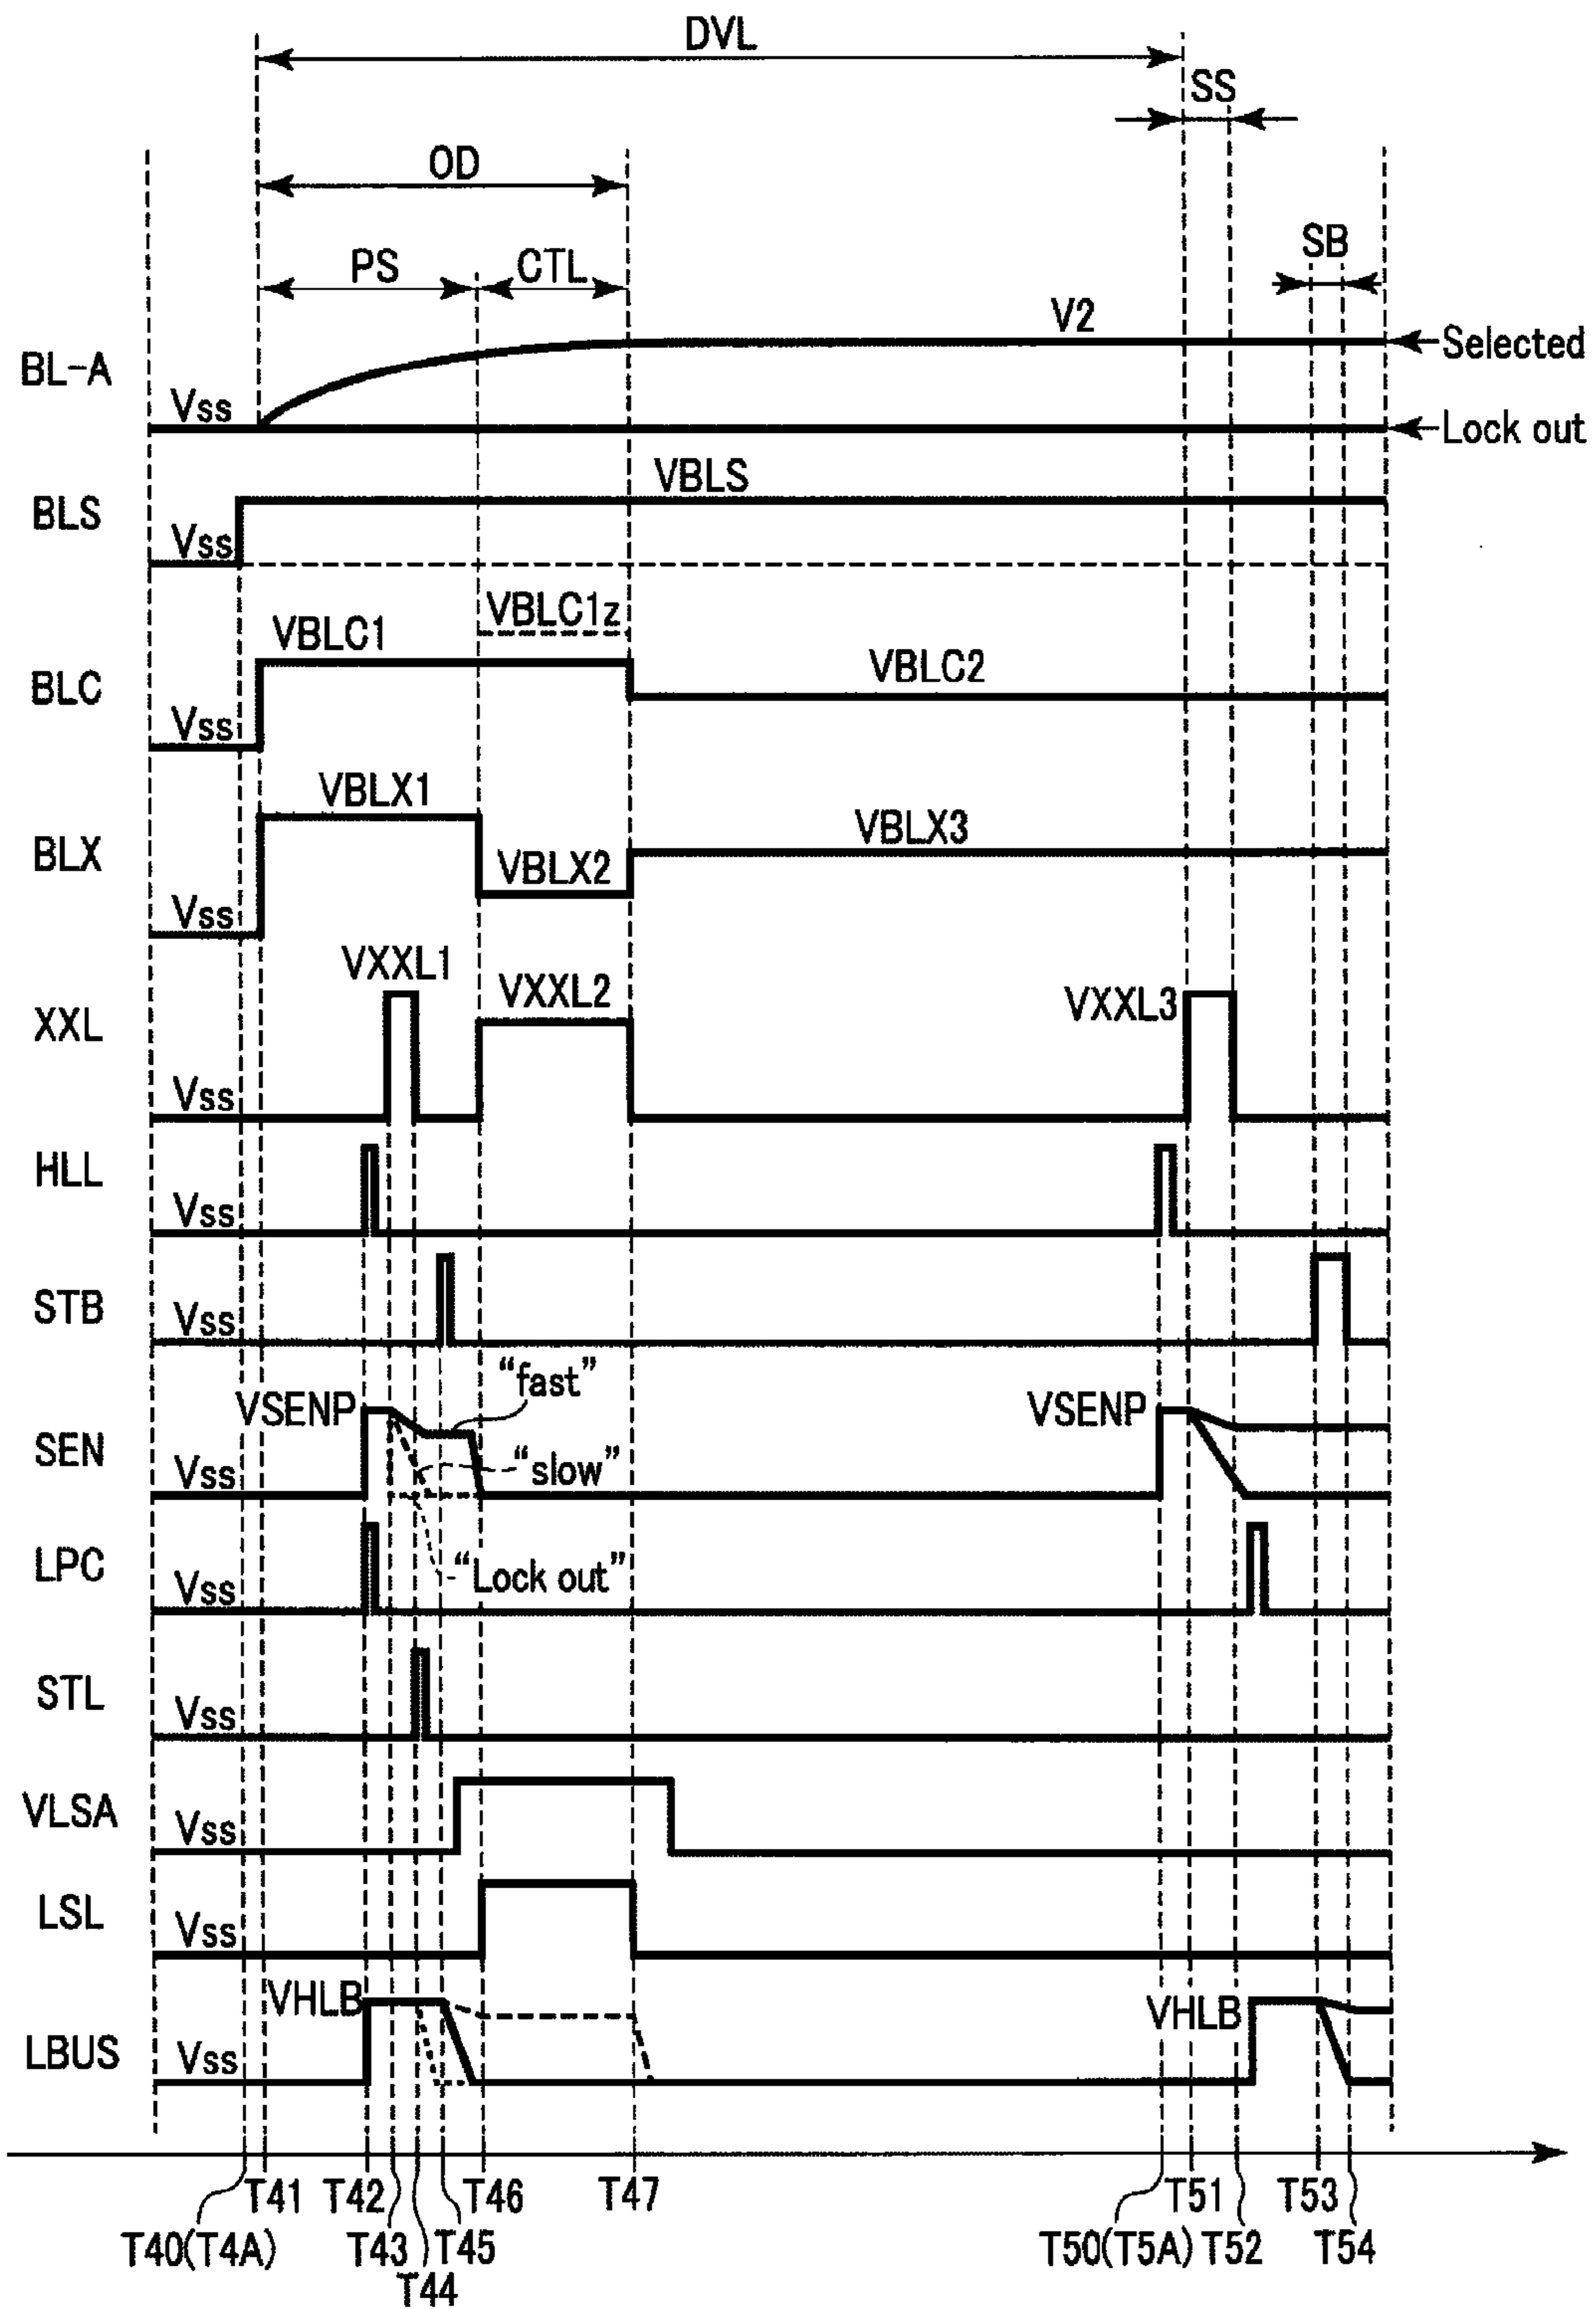 DVL
SS
OD
SB
PS CTL
V2
Selected
BL-A
Vss
Lock out
VBLS
BLS
Vss
VBLC1z
VBLC1
VBLC2
BLC
Vss
VBLX1
VBLX3
BLX
VBLX2
Vss
VXXL1
VXXL2
VXXL3
XXL
Vss
HLL
Vss
STB
Vss
"fast"
VSENP
VSENP
SEN
"slow"
Vss
LPC
"Lock out"
Vss
STL
Vss
VLSA
Vss
LSL
Vss
VHLB
VHLB
LBUS
Vss
T41 T42 T46 T47 T51 T53
T40(T4A) T43 T45 T50(T5A) T52 T54
T44